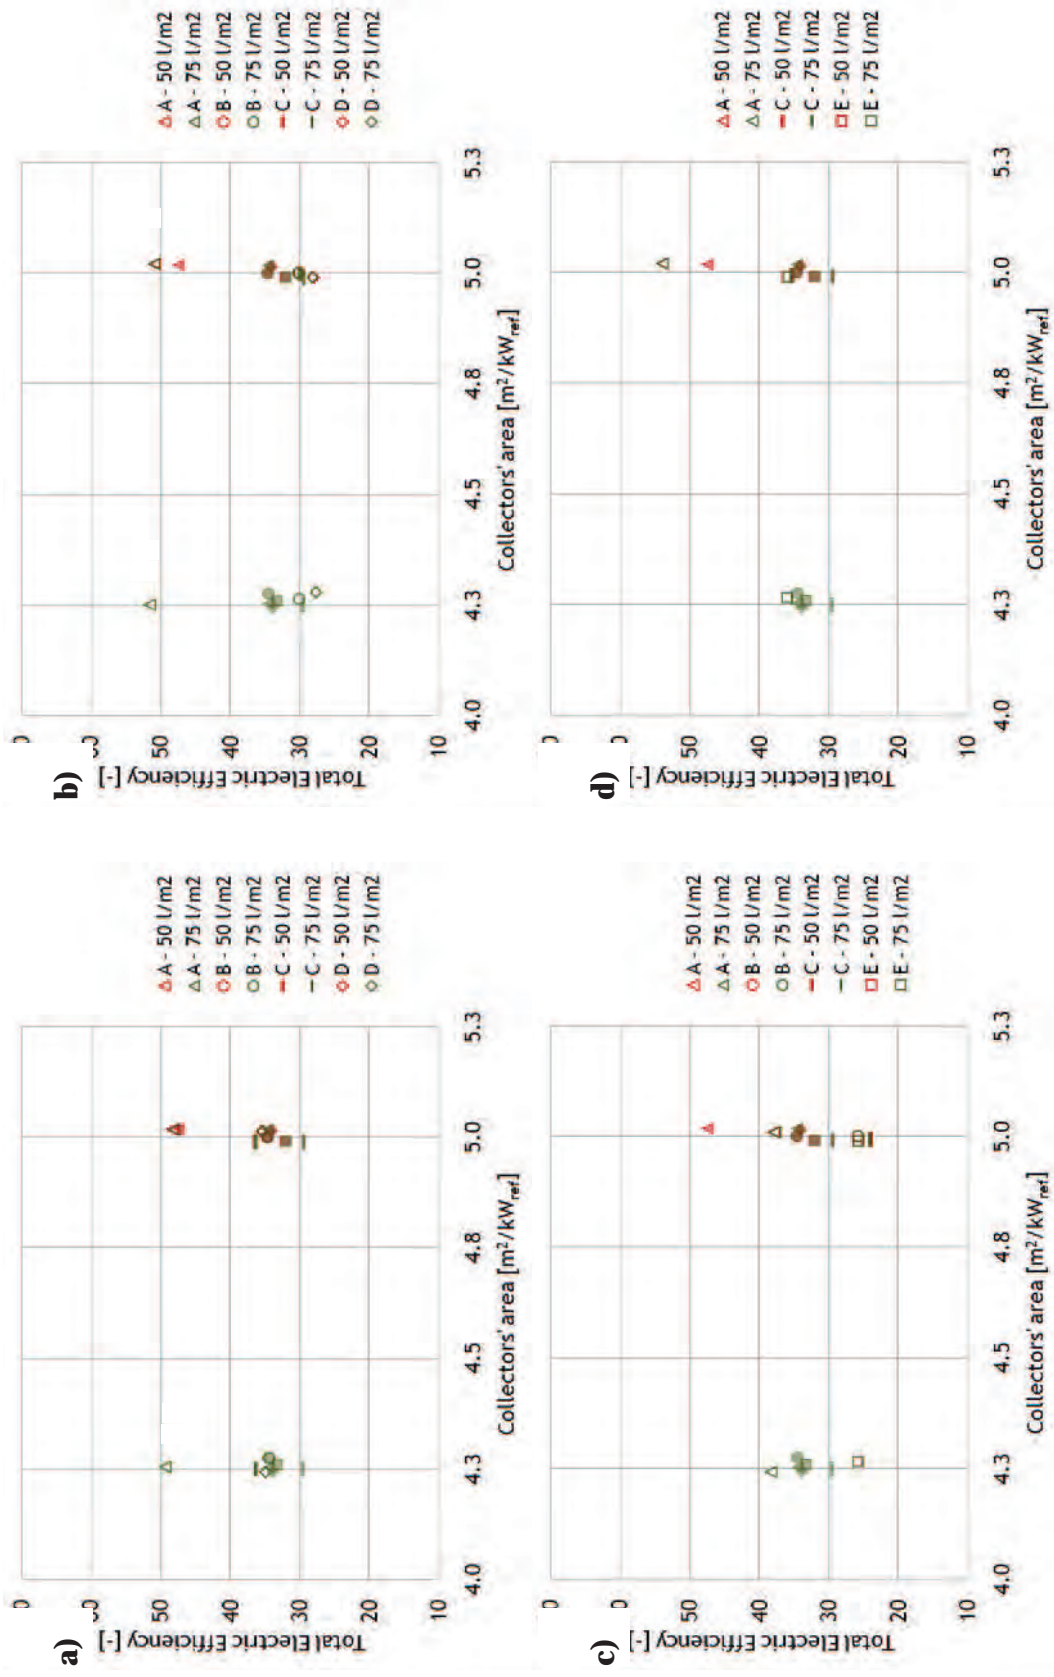 a)
Total Electric Efficiency [-]
0
0
50
40
30
20
10
4.0
4.3
4.5
4.8
5.0
5.3
Collectors' area [m²/kWref]
A - 50 l/m2
A - 75 l/m2
B - 50 l/m2
B - 75 l/m2
C - 50 l/m2
C - 75 l/m2
D - 50 l/m2
D - 75 l/m2
b)
Total Electric Efficiency [-]
0
0
50
40
30
20
10
4.0
4.3
4.5
4.8
5.0
5.3
Collectors' area [m²/kWref]
A - 50 l/m2
A - 75 l/m2
B - 50 l/m2
B - 75 l/m2
C - 50 l/m2
C - 75 l/m2
D - 50 l/m2
D - 75 l/m2
c)
Total Electric Efficiency [-]
0
0
50
40
30
20
10
4.0
4.3
4.5
4.8
5.0
5.3
Collectors' area [m²/kWref]
A - 50 l/m2
A - 75 l/m2
B - 50 l/m2
B - 75 l/m2
C - 50 l/m2
C - 75 l/m2
E - 50 l/m2
E - 75 l/m2
d)
Total Electric Efficiency [-]
0
0
50
40
30
20
10
4.0
4.3
4.5
4.8
5.0
5.3
Collectors' area [m²/kWref]
A - 50 l/m2
A - 75 l/m2
C - 50 l/m2
C - 75 l/m2
E - 50 l/m2
E - 75 l/m2